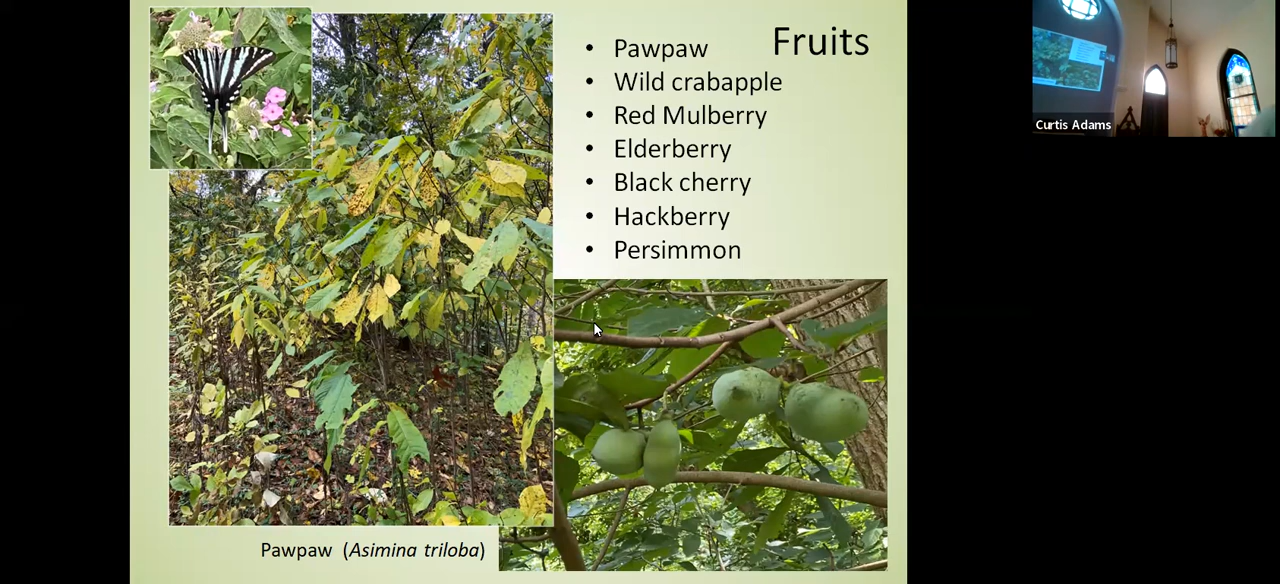 Fruits
• Pawpaw
• Wild crabapple
• Red Mulberry
• Elderberry
• Black cherry
• Hackberry
• Persimmon
Pawpaw (Asimina triloba)
Curtis Adams